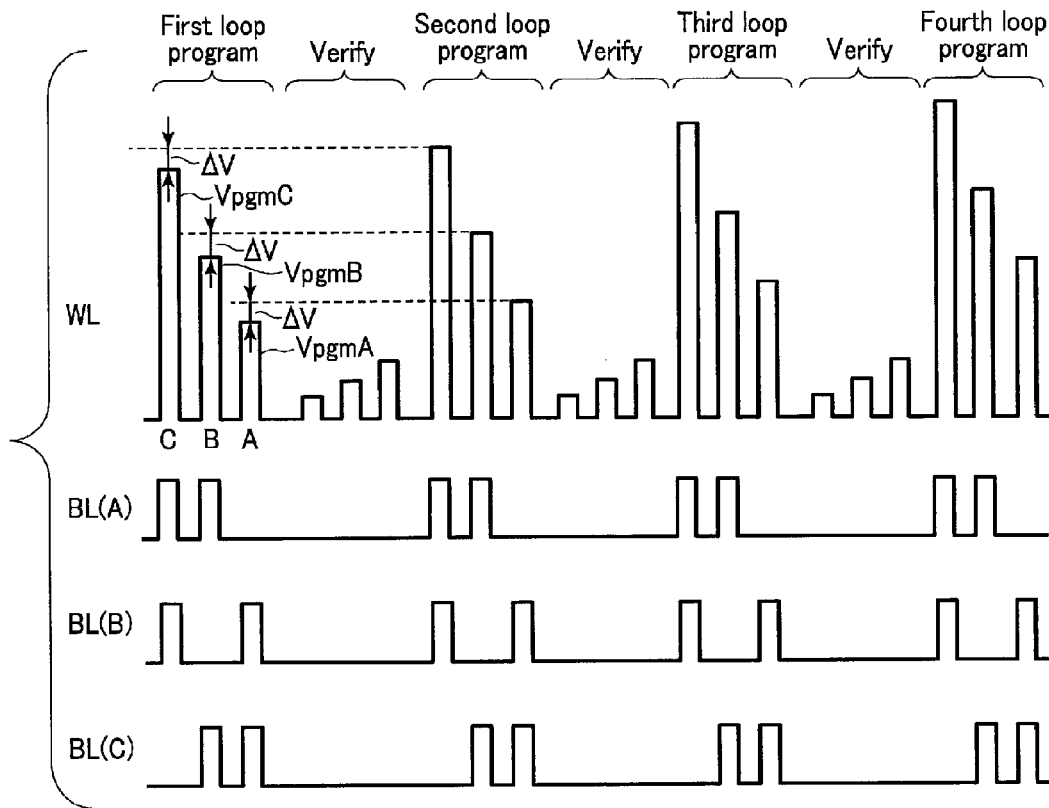 First loop
program
Verify
Second loop
program
Verify
Third loop
program
Verify
Fourth loop
program
ΔV
VpgmC
ΔV
VpgmB
ΔV
VpgmA
WL
C B A
BL(A)
BL(B)
BL(C)